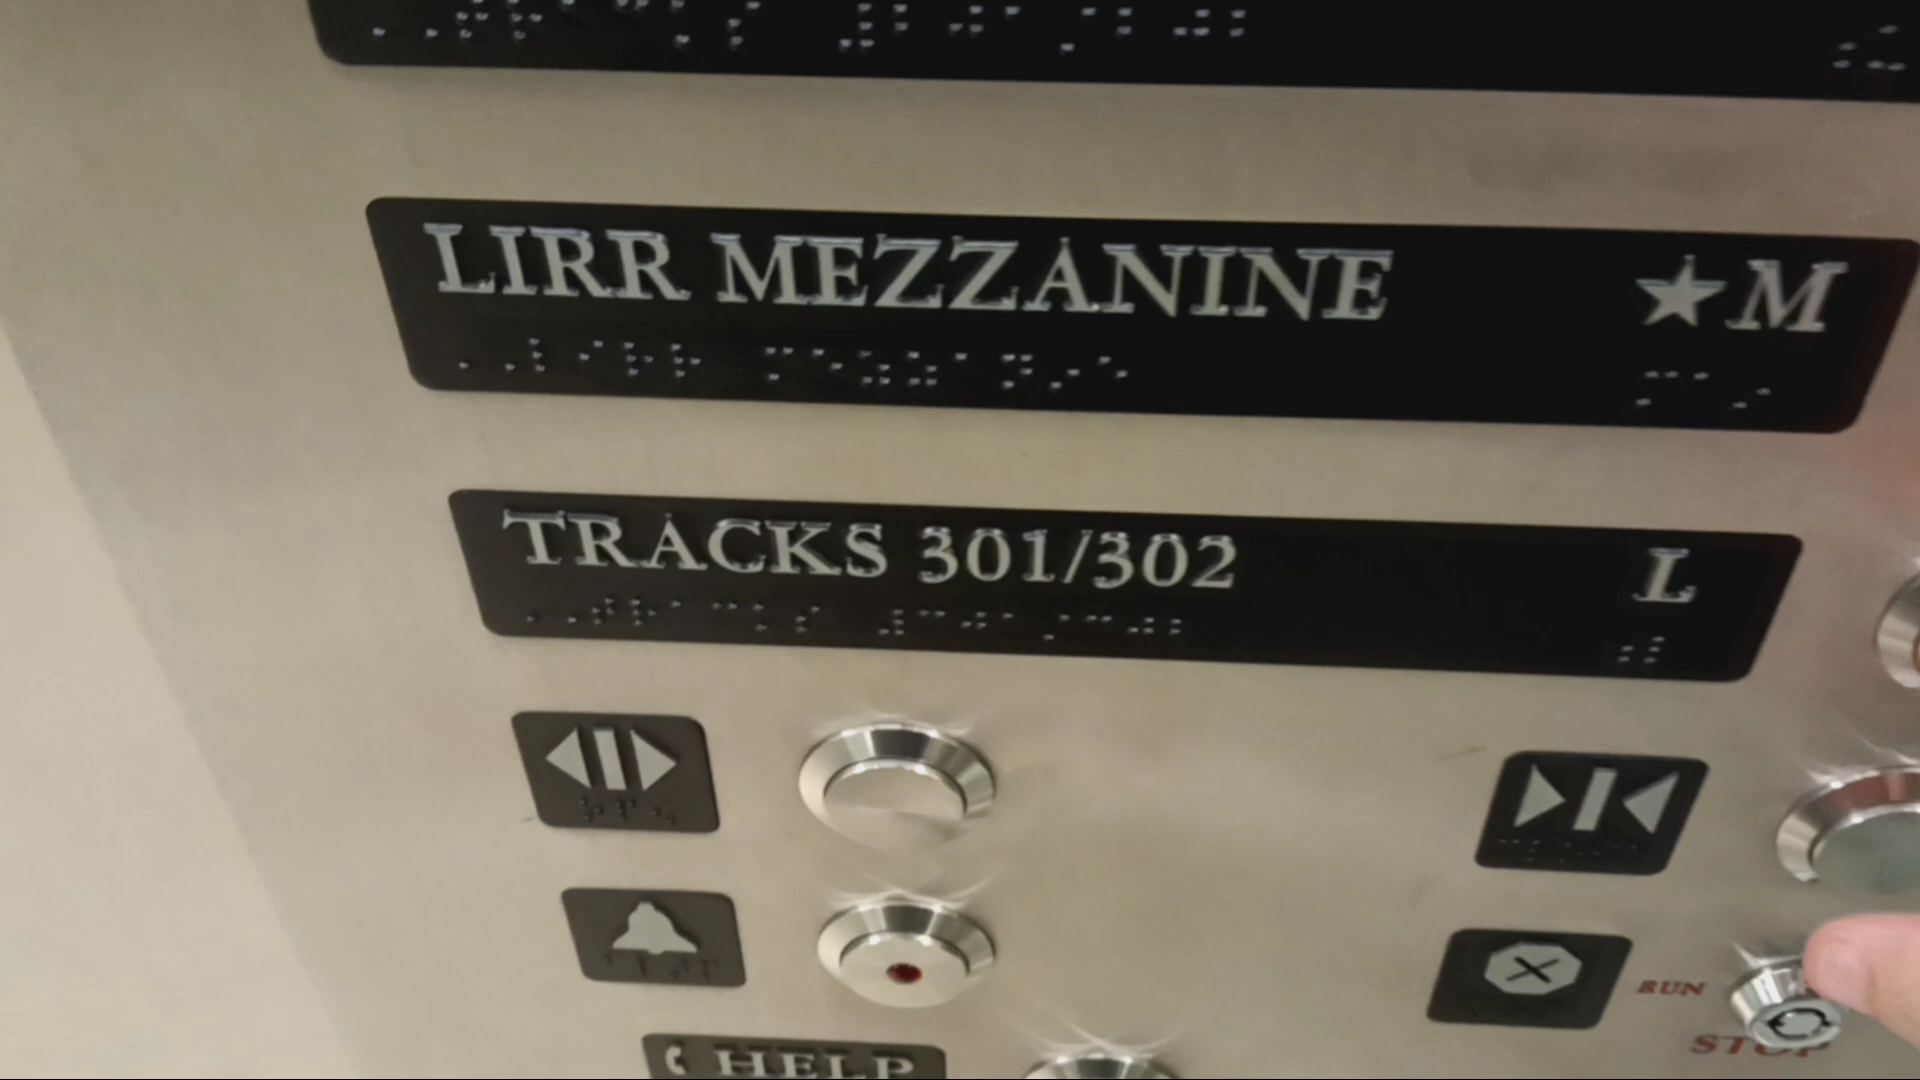 LIRR MEZZANINE ★M
TRACKS 301/302 L
RUN
STOP
HELP